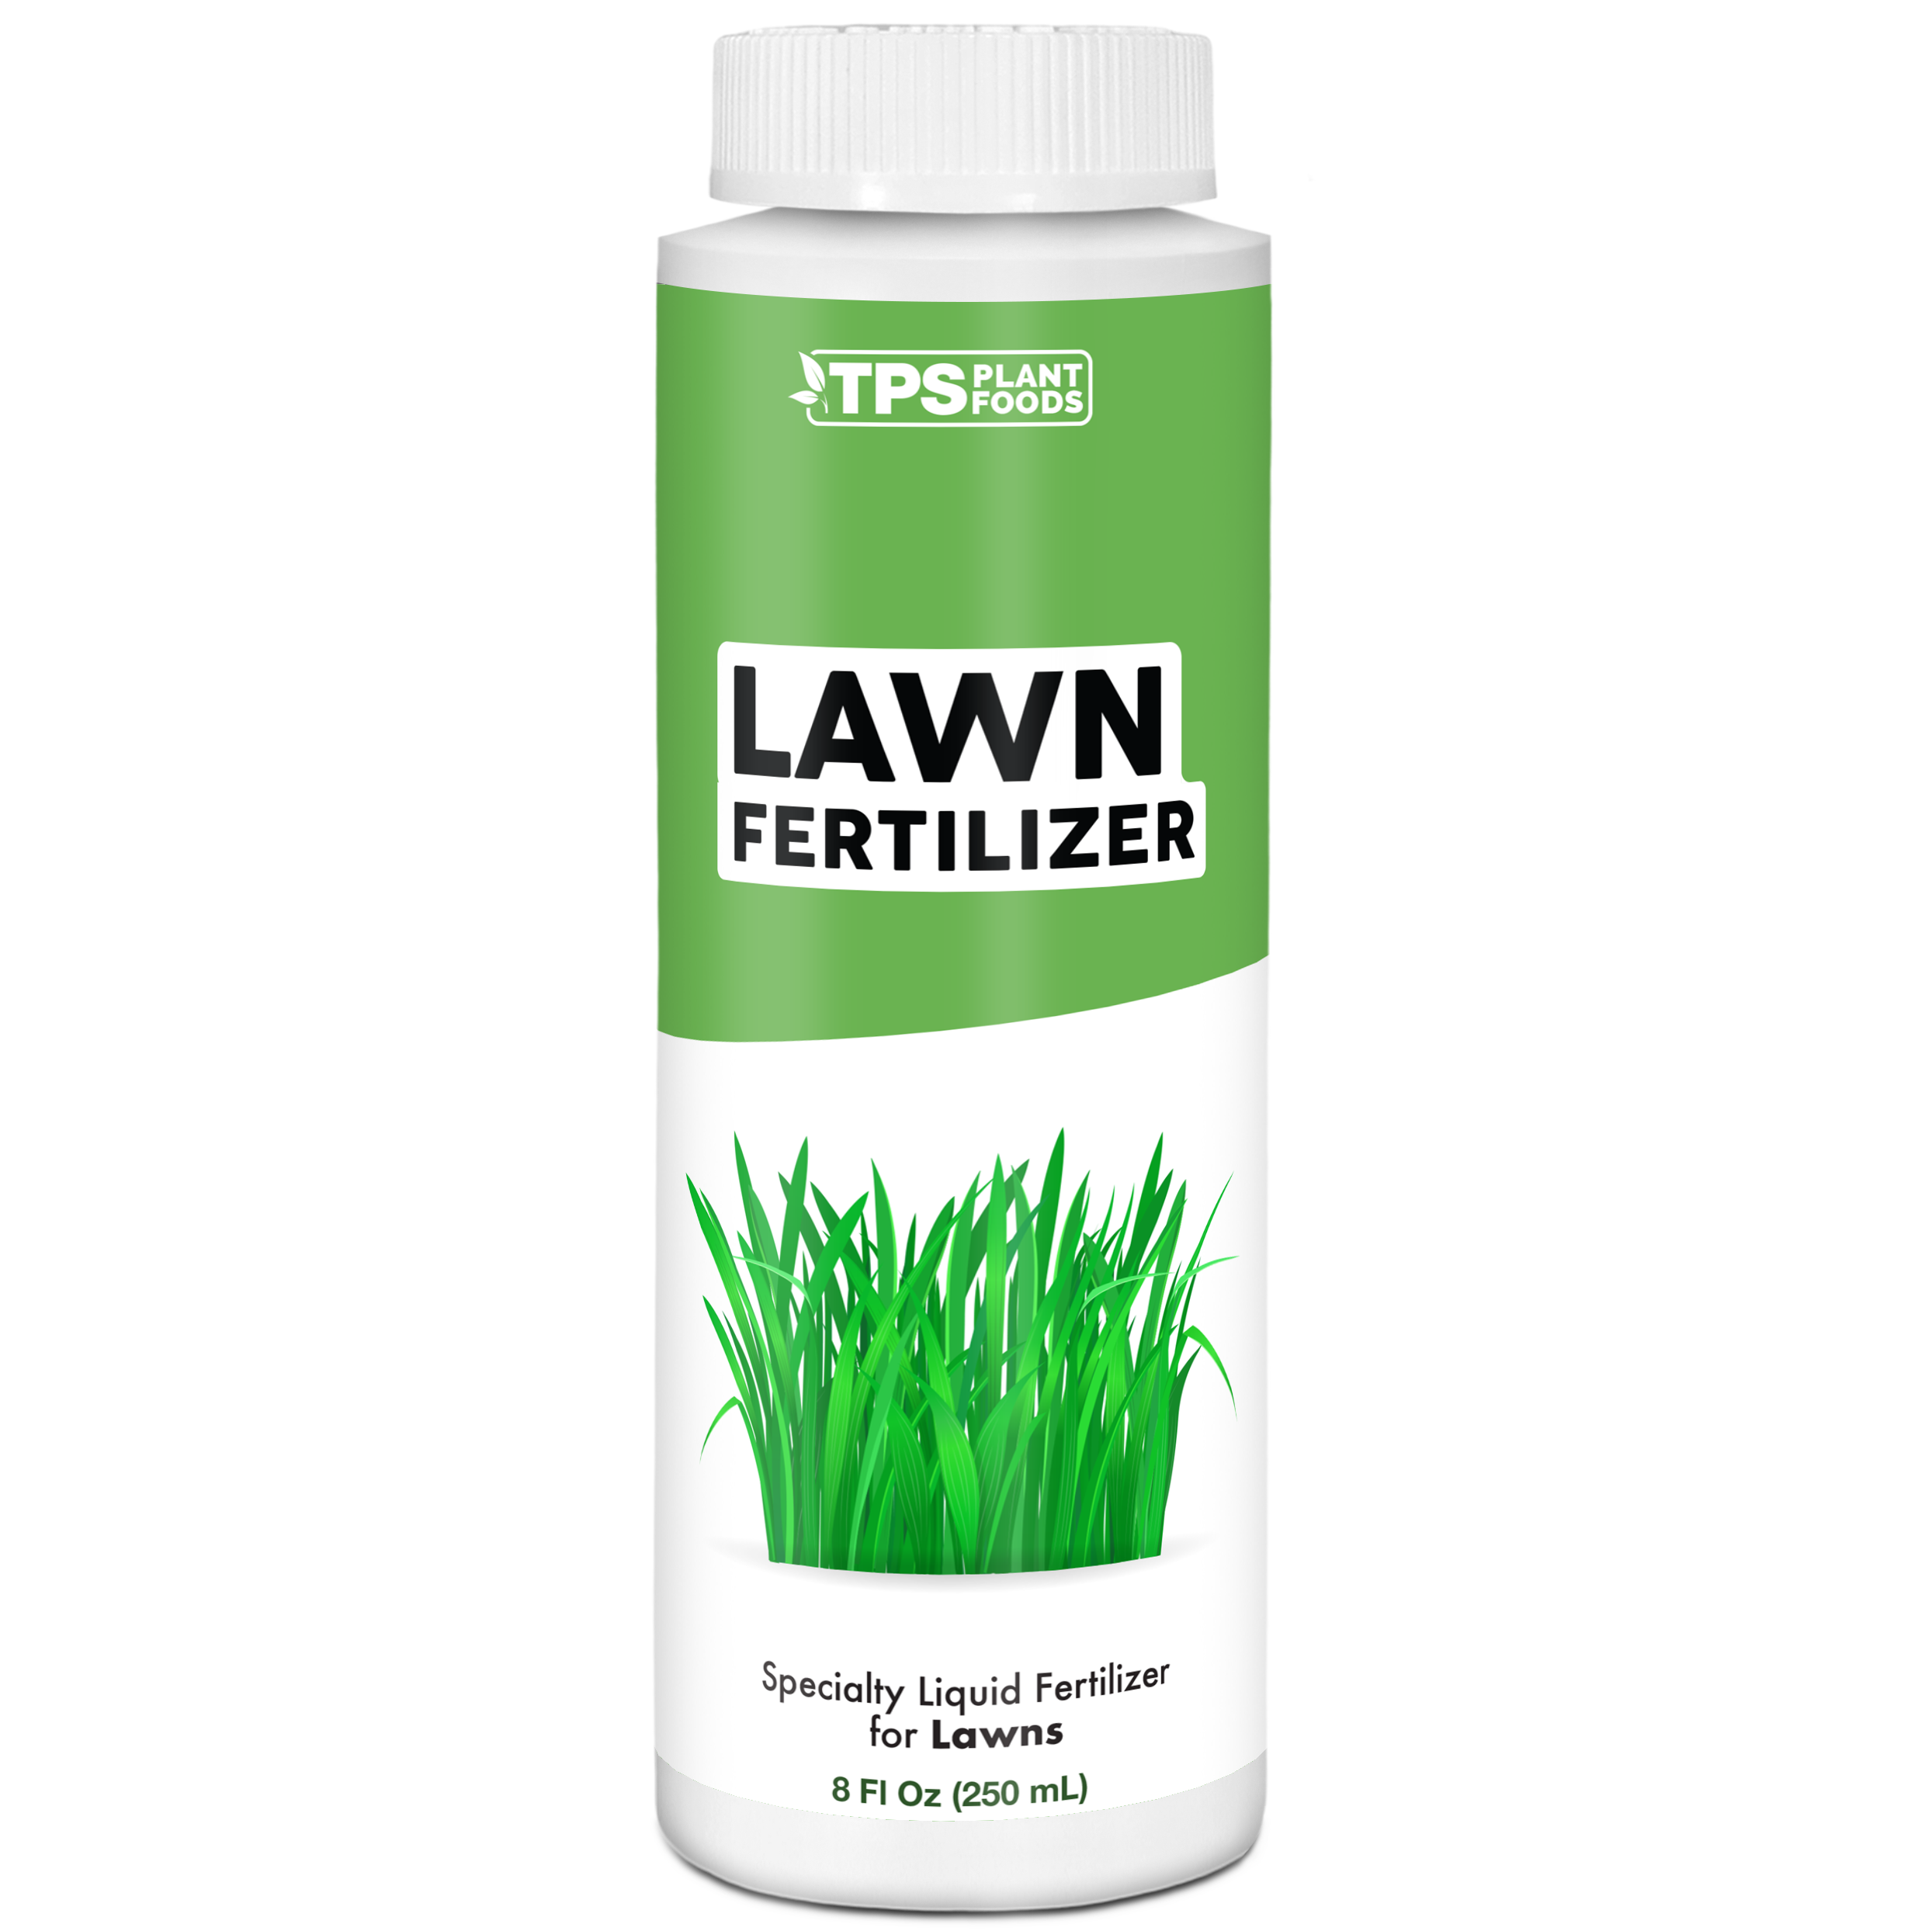 TPS PLANT
FOODS
LAWN
FERTILIZER
Specialty Liquid Fertilizer
for Lawns
8 Fl Oz (250 mL)